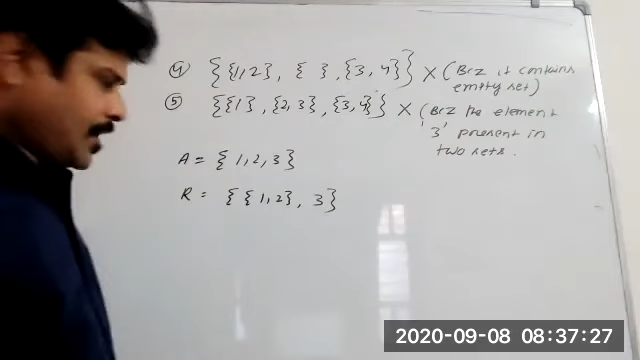 ④ {{1,2}, { }, {3,4}} × (Bcz it contains
empty set)
⑤ {{1}, {2,3}, {3,4}} × (Bcz the element
'3' present in
two sets.
A = {1,2,3}
R = {{1,2}, 3}
2020-09-08 08:37:27